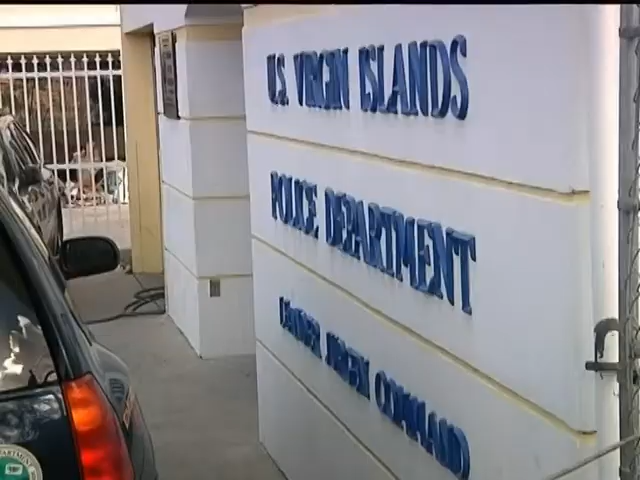 U.S. VIRGIN ISLANDS
POLICE DEPARTMENT
COMMAND